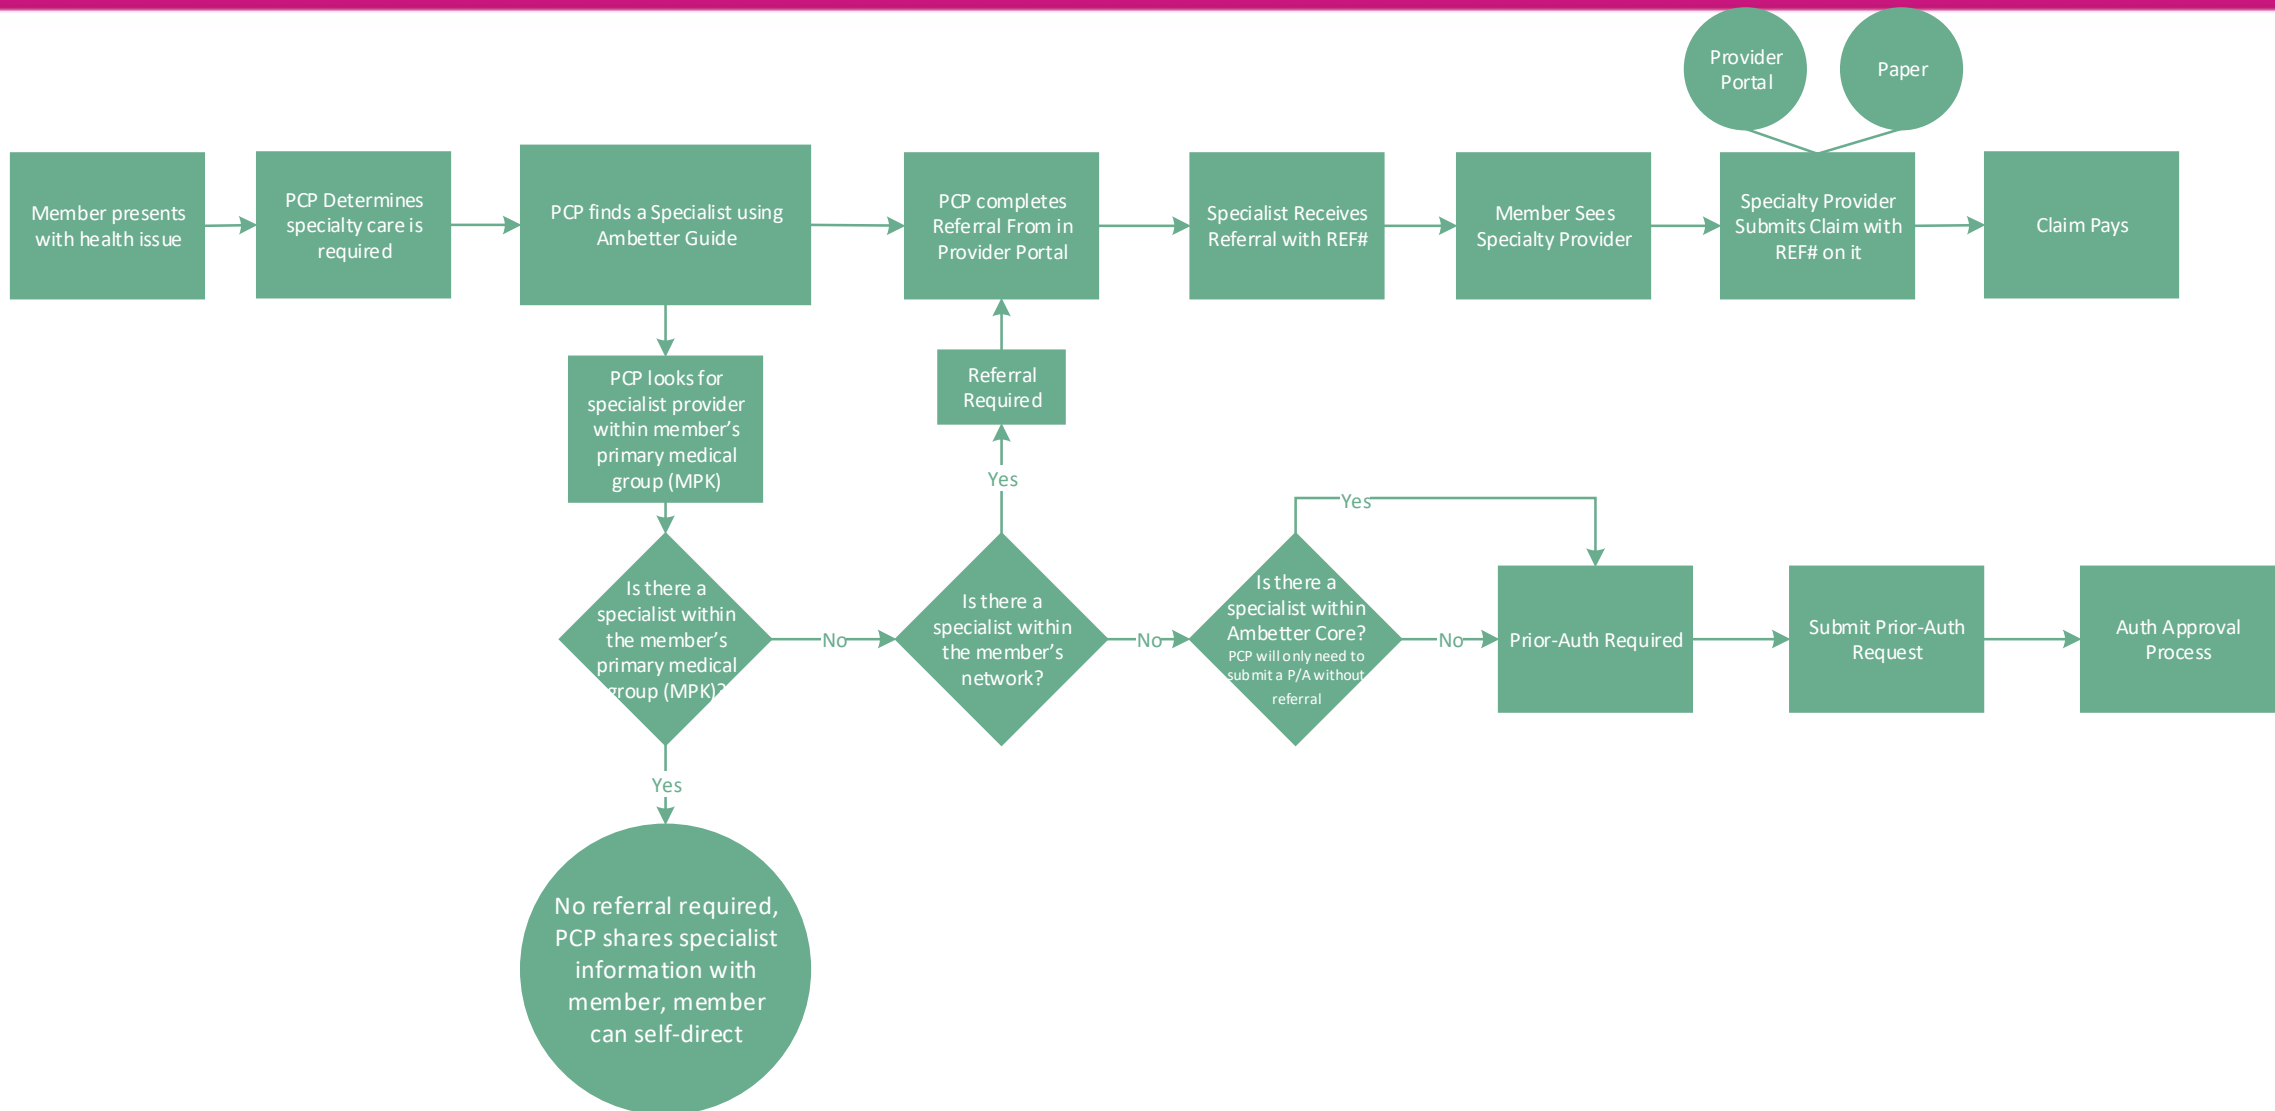 Provider
Portal
Paper
Member presents
with health issue
PCP Determines
specialty care is
required
PCP finds a Specialist using
Ambetter Guide
PCP completes
Referral From in
Provider Portal
Specialist Receives
Referral with REF#
Member Sees
Specialty Provider
Specialty Provider
Submits Claim with
REF# on it
Claim Pays
PCP looks for
specialist provider
within member’s
primary medical
group (MPK)
Referral
Required
Yes
Yes
Is there a
specialist within
the member’s
primary medical
group (MPK)?
No
Is there a
specialist within
the member’s
network?
No
Is there a
specialist within
Ambetter Core?
PCP will only need to
submit a P/A without
referral
No
Prior-Auth Required
Submit Prior-Auth
Request
Auth Approval
Process
Yes
No referral required,
PCP shares specialist
information with
member, member
can self-direct